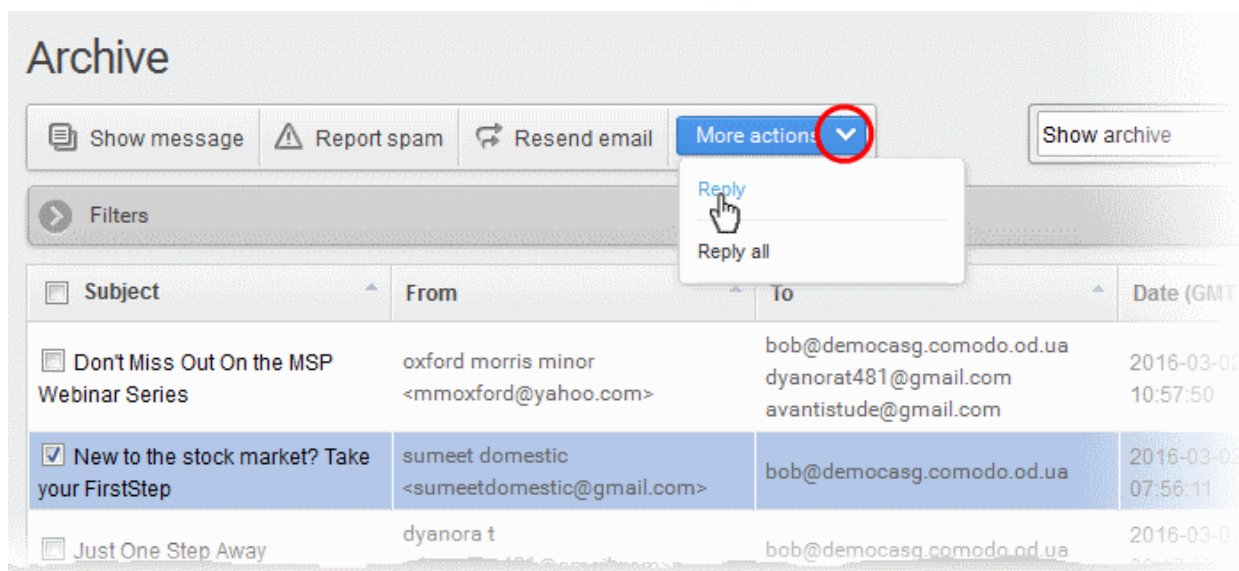 Archive
Show message Report spam Resend email More actions Show archive
Reply
Filters
Reply all
Subject From To Date (GMT
Don't Miss Out On the MSP
Webinar Series
oxford morris minor
<mmoxford@yahoo.com>
bob@democasg.comodo.od.ua
dyanorat481@gmail.com
avantistude@gmail.com
2016-03-02
10:57:50
New to the stock market? Take
your FirstStep
sumeet domestic
<sumeetdomestic@gmail.com>
bob@democasg.comodo.od.ua
2016-03-02
07:56:11
Just One Step Away
dyanora t
bob@democasg.comodo.od.ua
2016-03-0